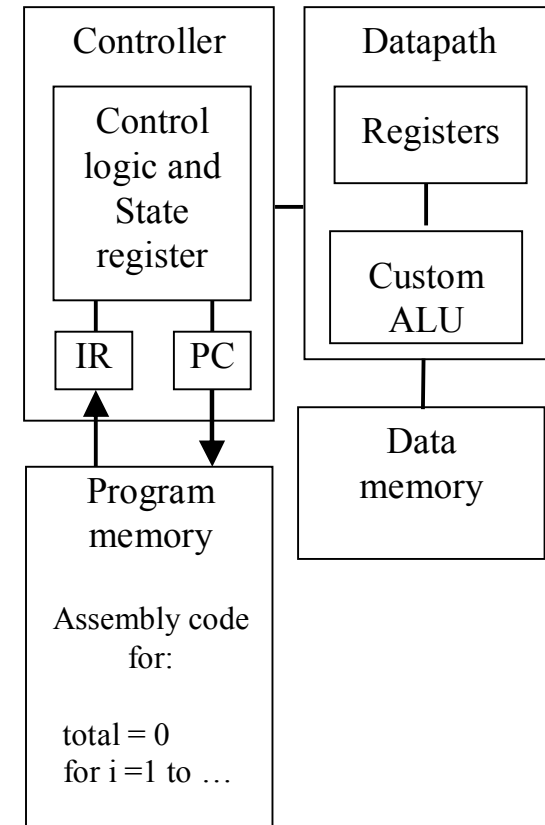 Controller
Control
logic and
State
register
IR
PC
Datapath
Registers
Custom
ALU
Data
memory
Program
memory
Assembly code
for:
total = 0
for i =1 to …